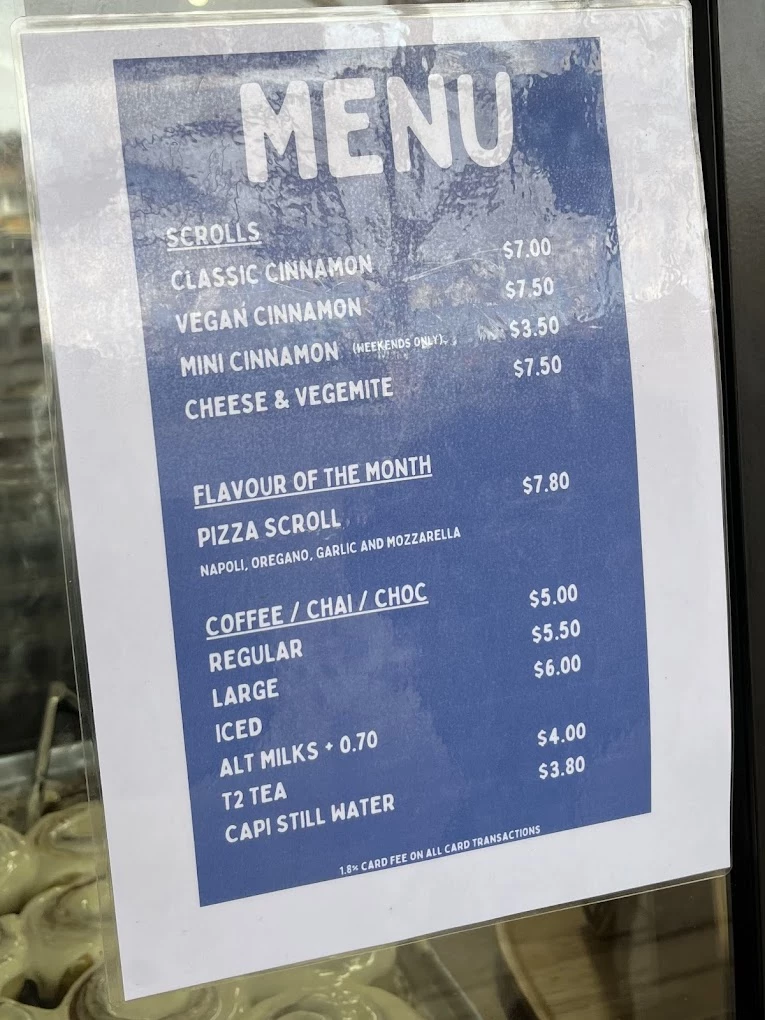 MENU
SCROLLS
CLASSIC CINNAMON $7.00
VEGAN CINNAMON $7.50
MINI CINNAMON (WEEKENDS ONLY) $3.50
CHEESE & VEGEMITE $7.50
FLAVOUR OF THE MONTH
PIZZA SCROLL $7.80
NAPOLI, OREGANO, GARLIC AND MOZZARELLA
COFFEE / CHAI / CHOC
REGULAR $5.00
LARGE $5.50
ICED $6.00
ALT MILKS + 0.70
T2 TEA $4.00
CAPI STILL WATER $3.80
1.8% CARD FEE ON ALL CARD TRANSACTIONS